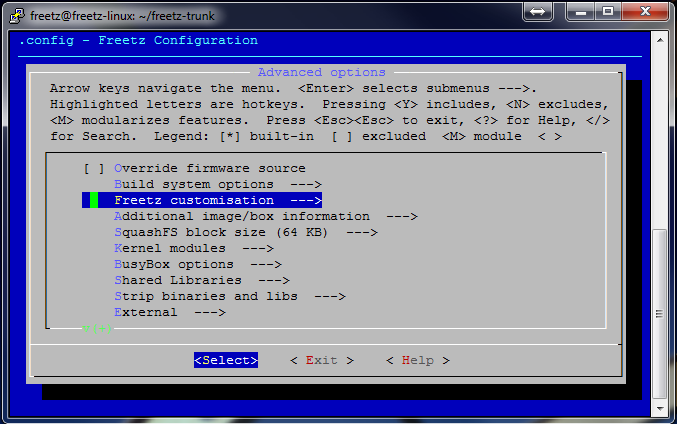 freetz@freetz-linux: ~/freetz-trunk
.config - Freetz Configuration
Advanced options
Arrow keys navigate the menu.  <Enter> selects submenus --->.
Highlighted letters are hotkeys.  Pressing <Y> includes, <N> excludes,
<M> modularizes features.  Press <Esc><Esc> to exit, <?> for Help, </>
for Search.  Legend: [*] built-in  [ ] excluded  <M> module  < >
[ ] Override firmware source
Build system options  --->
Freetz customisation  --->
Additional image/box information  --->
SquashFS block size (64 KB)  --->
Kernel modules  --->
BusyBox options  --->
Shared Libraries  --->
Strip binaries and libs  --->
External  --->
<Select>    < Exit >    < Help >